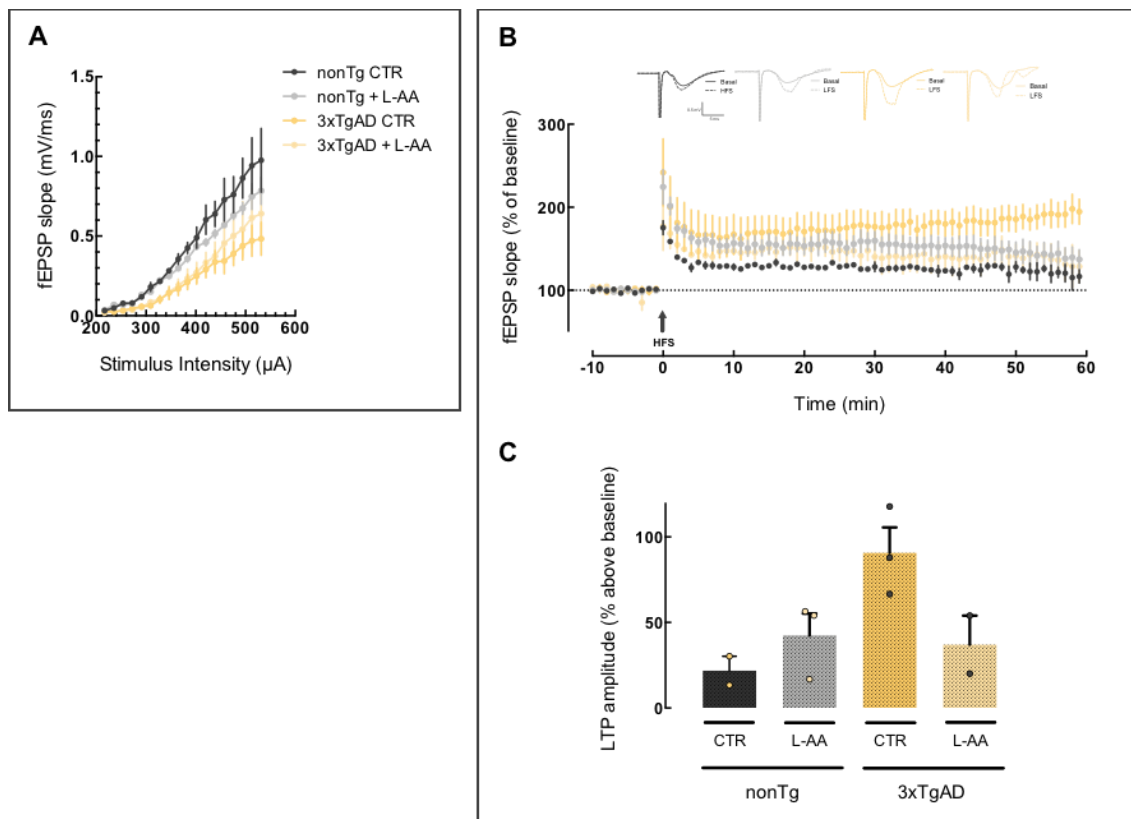 A
nonTg CTR
nonTg + L-AA
3xTgAD CTR
3xTgAD + L-AA
fEPSP slope (mV/ms)
1.5
1.0
0.5
0.0
200 300 400 500 600
Stimulus Intensity (µA)
B
Basal
HFS
Basal
LFS
Basal
LFS
Basal
LFS
fEPSP slope (% of baseline)
300
200
100
HFS
-10 0 10 20 30 40 50 60
Time (min)
C
LTP amplitude (% above baseline)
100
50
0
CTR L-AA CTR L-AA
nonTg 3xTgAD